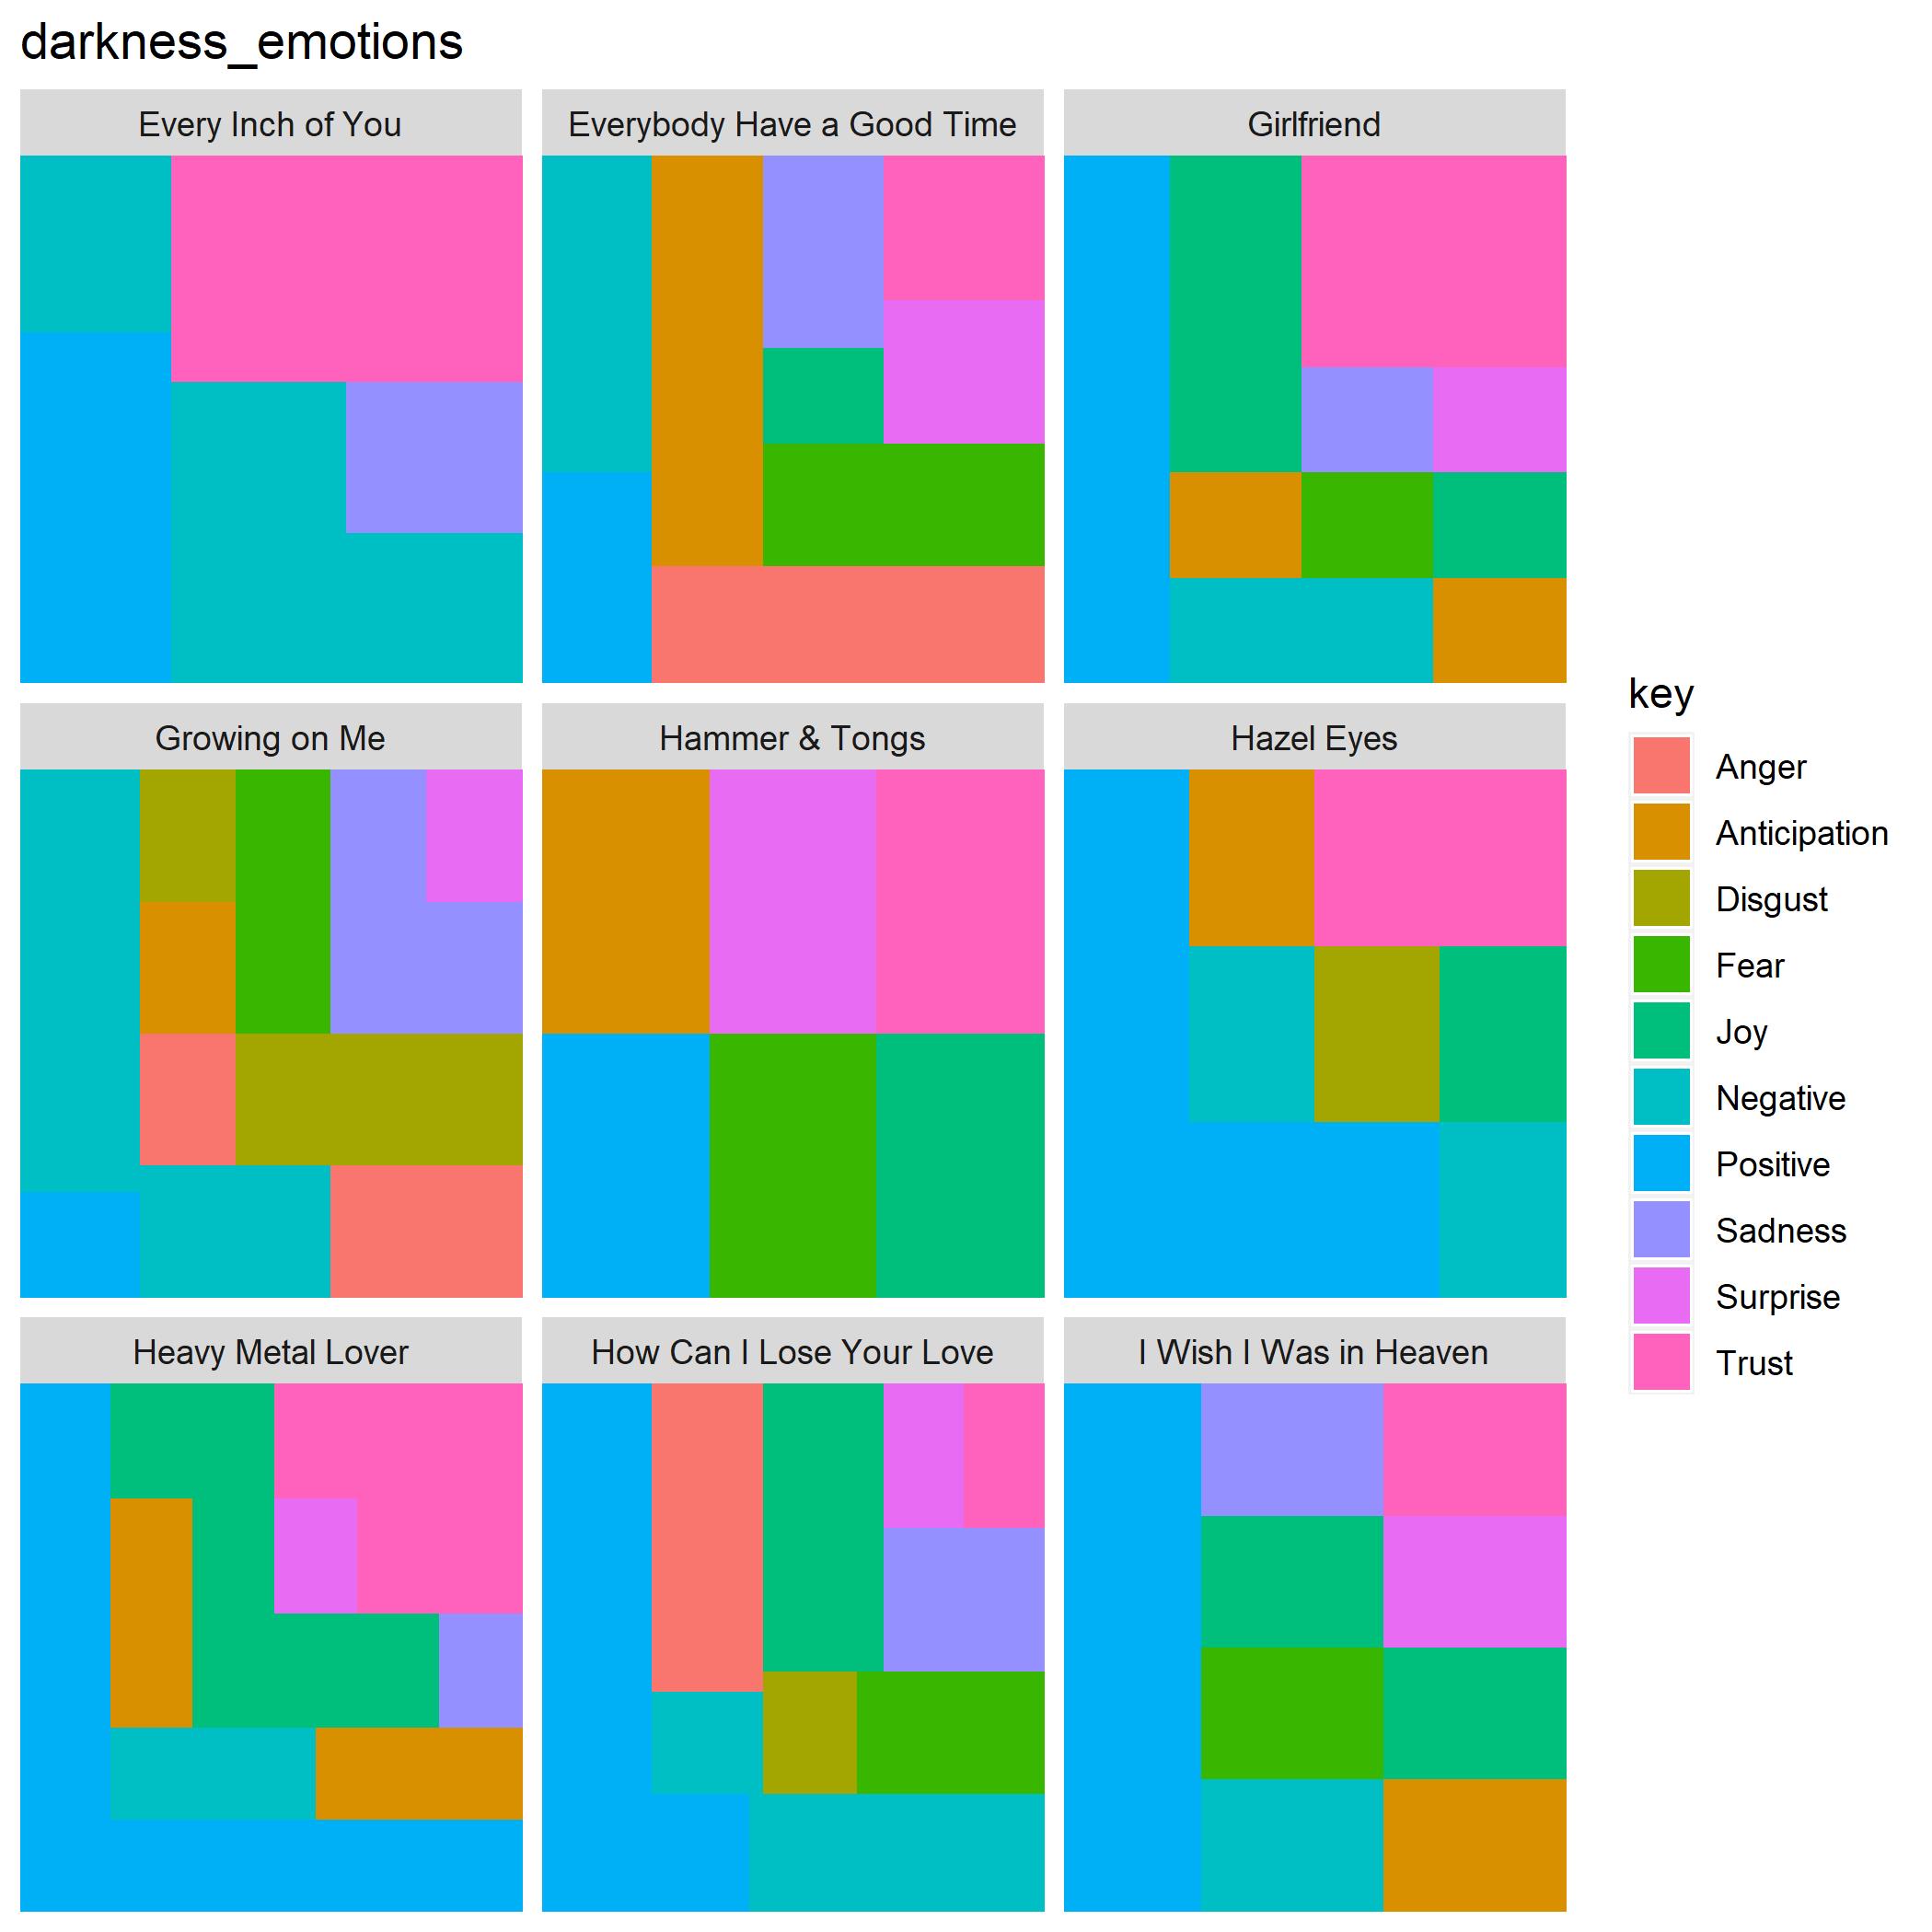 darkness_emotions
Every Inch of You
Everybody Have a Good Time
Girlfriend
Growing on Me
Hammer & Tongs
Hazel Eyes
Heavy Metal Lover
How Can I Lose Your Love
I Wish I Was in Heaven
key
Anger
Anticipation
Disgust
Fear
Joy
Negative
Positive
Sadness
Surprise
Trust